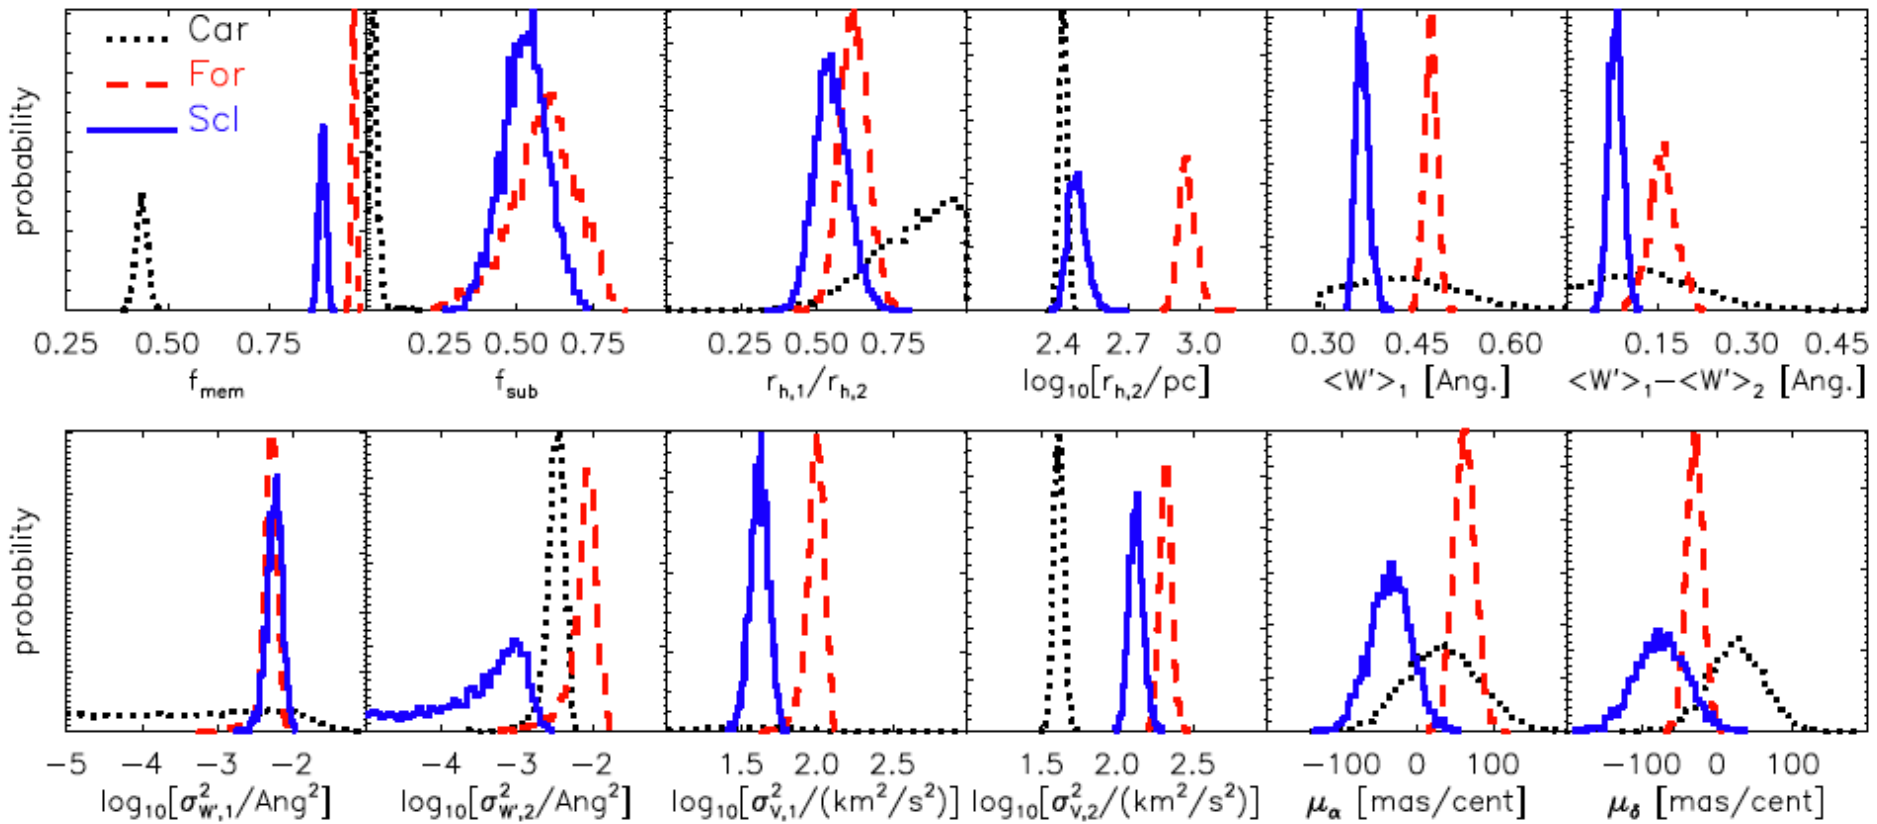 Car
For
Scl
probability
0.25 0.50 0.75 0.25 0.50 0.75 0.50 0.75 2.4 2.7 3.0 0.30 0.45 0.60 0.15 0.30 0.45
f_mem f_sub r_h,1/r_h,2 log₁₀[r_h,2/pc] <W'>₁ [Ang.] <W'>₁−<W'>₂ [Ang.]
probability
−5 −4 −3 −2 −4 −3 −2 1.5 2.0 2.5 1.5 2.0 2.5 −100 0 100 −100 0 100
log₁₀[σ²_W',1/Ang²] log₁₀[σ²_W',2/Ang²] log₁₀[σ²_V,1/(km²/s²)] log₁₀[σ²_V,2/(km²/s²)] μ_α [mas/cent] μ_δ [mas/cent]